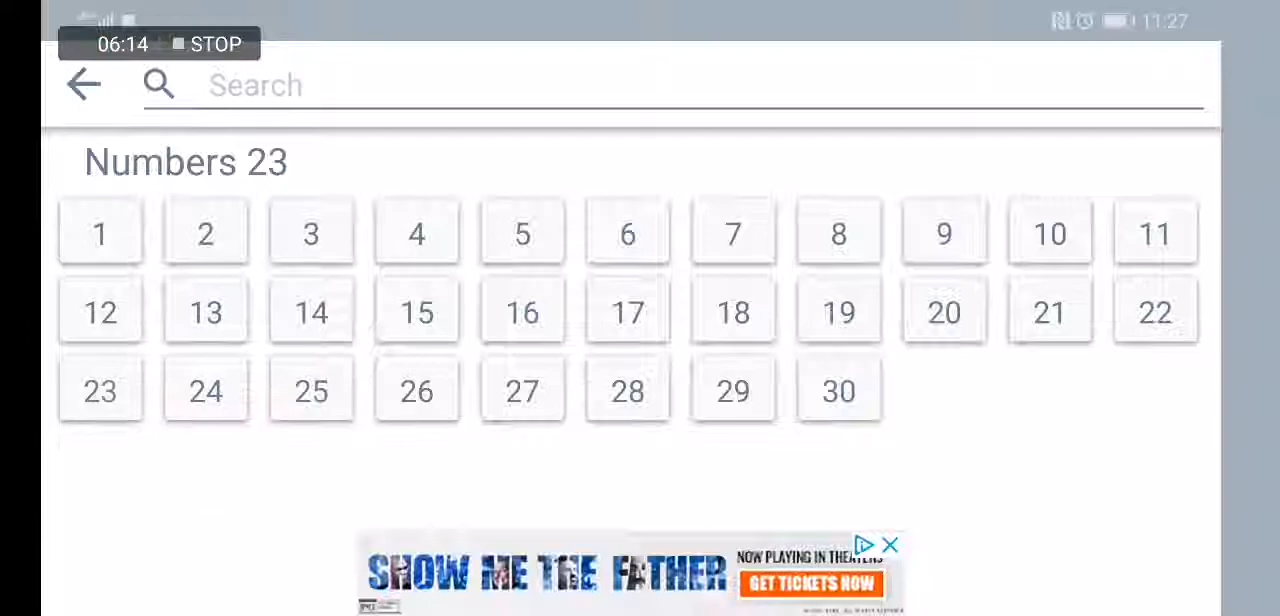 11:27
06:14 STOP
Search
Numbers 23
1 2 3 4 5 6 7 8 9 10 11
12 13 14 15 16 17 18 19 20 21 22
23 24 25 26 27 28 29 30
SHOW ME THE FATHER
NOW PLAYING IN THEATERS
GET TICKETS NOW